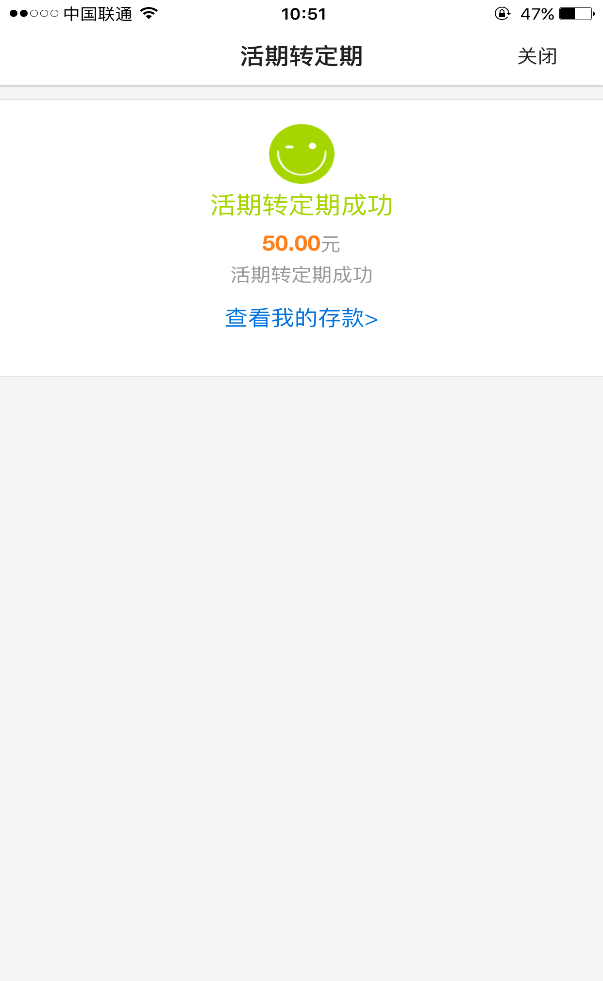 中国联通 10:51 47%
活期转定期 关闭
活期转定期成功
50.00元
活期转定期成功
查看我的存款>